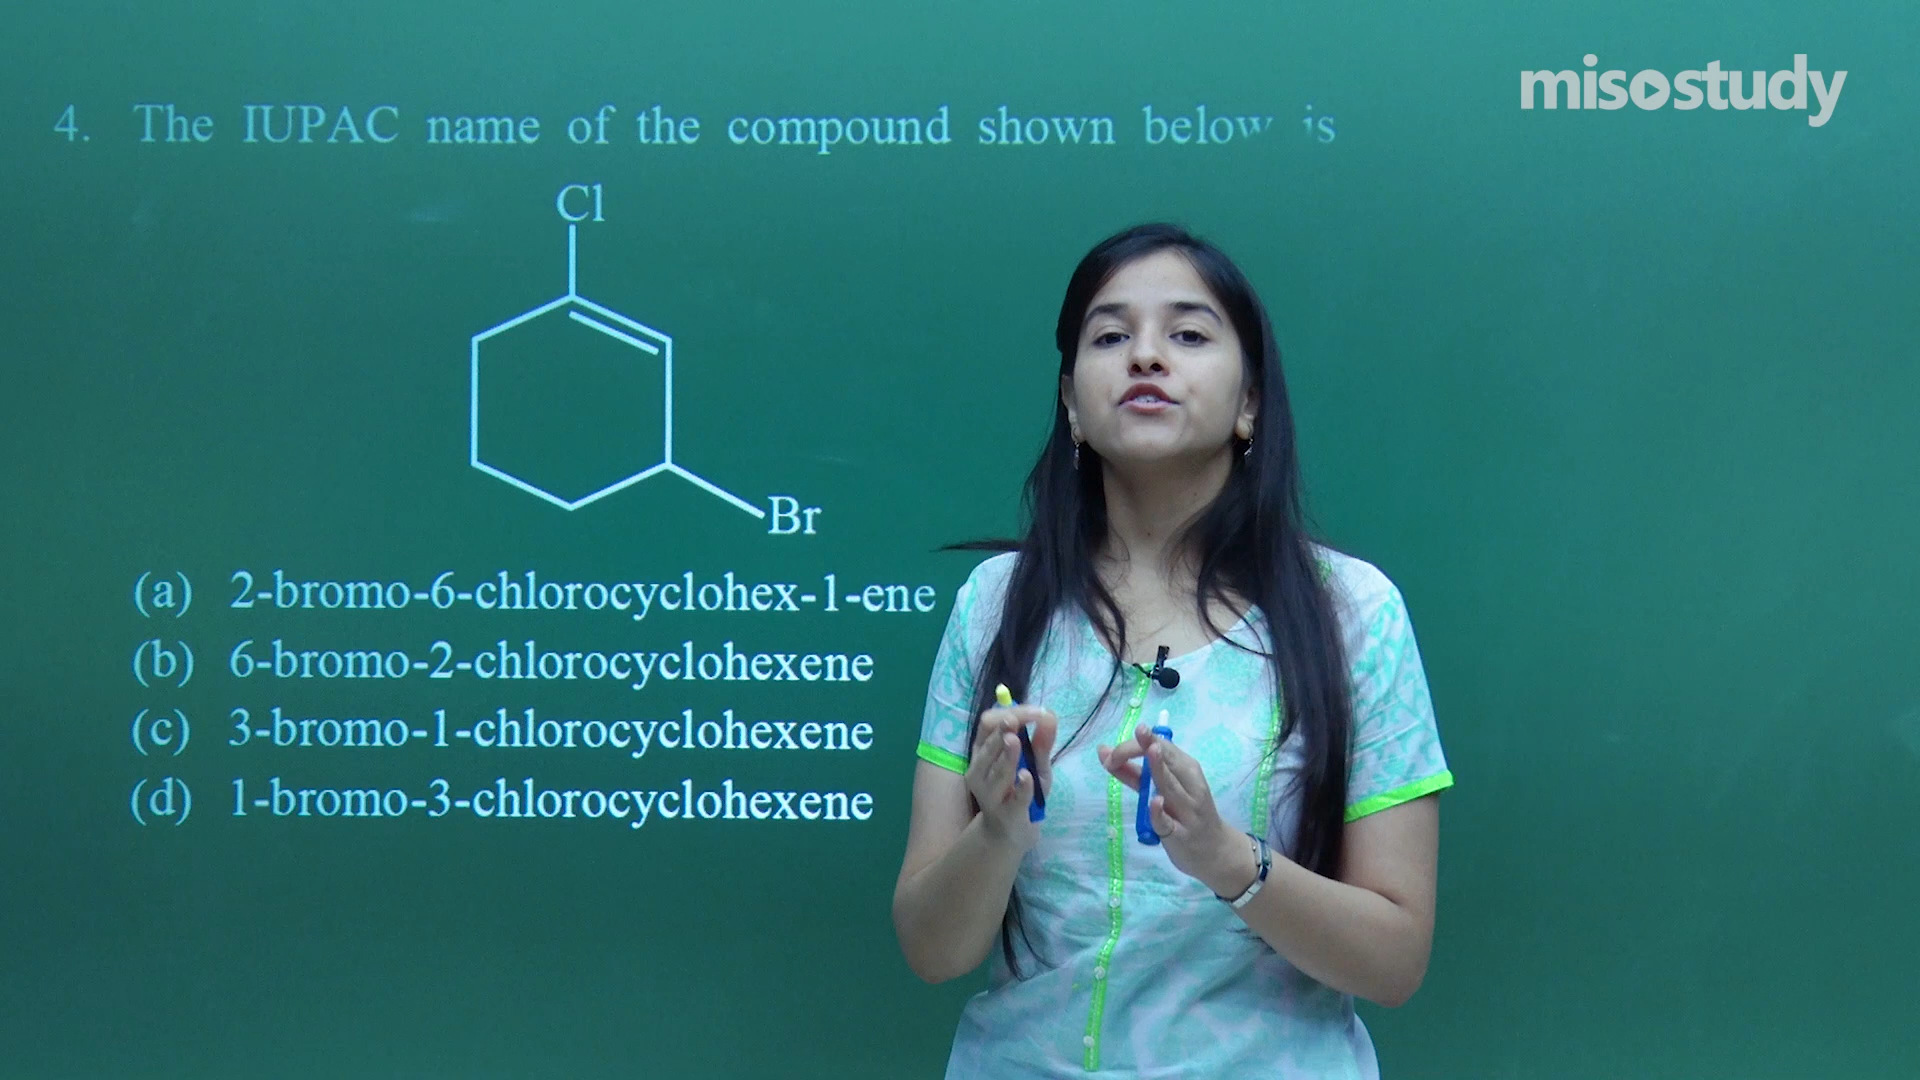 misostudy
4. The IUPAC name of the compound shown below is
Cl
Br
(a) 2-bromo-6-chlorocyclohex-1-ene
(b) 6-bromo-2-chlorocyclohexene
(c) 3-bromo-1-chlorocyclohexene
(d) 1-bromo-3-chlorocyclohexene